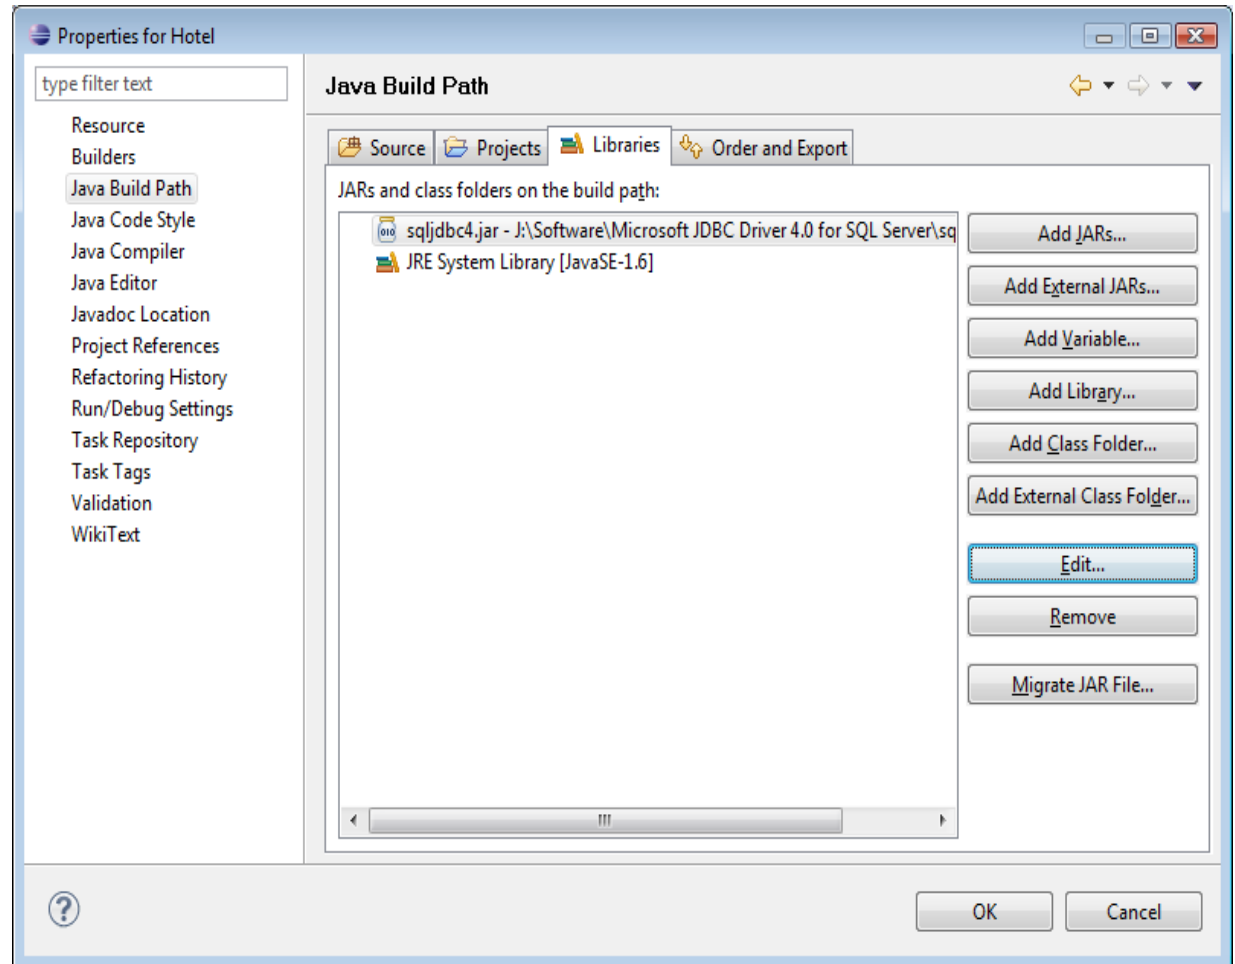 Properties for Hotel
type filter text
Resource
Builders
Java Build Path
Java Code Style
Java Compiler
Java Editor
Javadoc Location
Project References
Refactoring History
Run/Debug Settings
Task Repository
Task Tags
Validation
WikiText
Java Build Path
Source
Projects
Libraries
Order and Export
JARs and class folders on the build path:
sqljdbc4.jar - J:\Software\Microsoft JDBC Driver 4.0 for SQL Server\sq
JRE System Library [JavaSE-1.6]
Add JARs...
Add External JARs...
Add Variable...
Add Library...
Add Class Folder...
Add External Class Folder...
Edit...
Remove
Migrate JAR File...
OK
Cancel